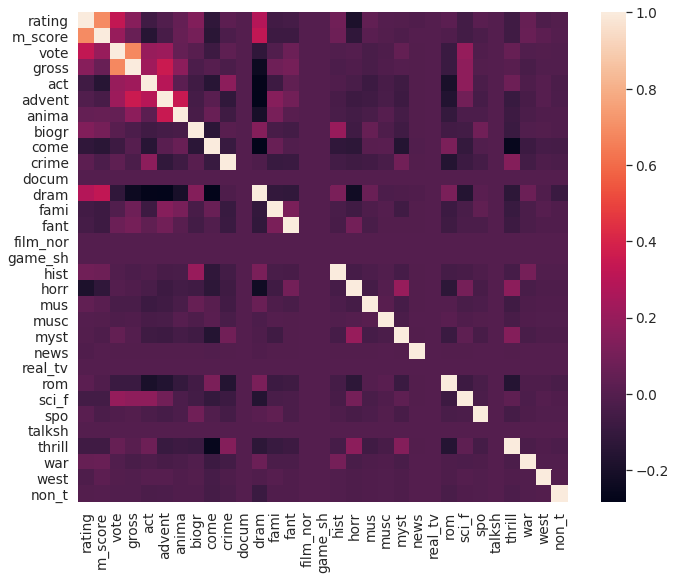 rating
m_score
vote
gross
act
advent
anima
biogr
come
crime
docum
dram
fami
fant
film_nor
game_sh
hist
horr
mus
musc
myst
news
real_tv
rom
sci_f
spo
talksh
thrill
war
west
non_t
rating
m_score
vote
gross
act
advent
anima
biogr
come
crime
docum
dram
fami
fant
film_nor
game_sh
hist
horr
mus
musc
myst
news
real_tv
rom
sci_f
spo
talksh
thrill
war
west
non_t
1.0
0.8
0.6
0.4
0.2
0.0
−0.2